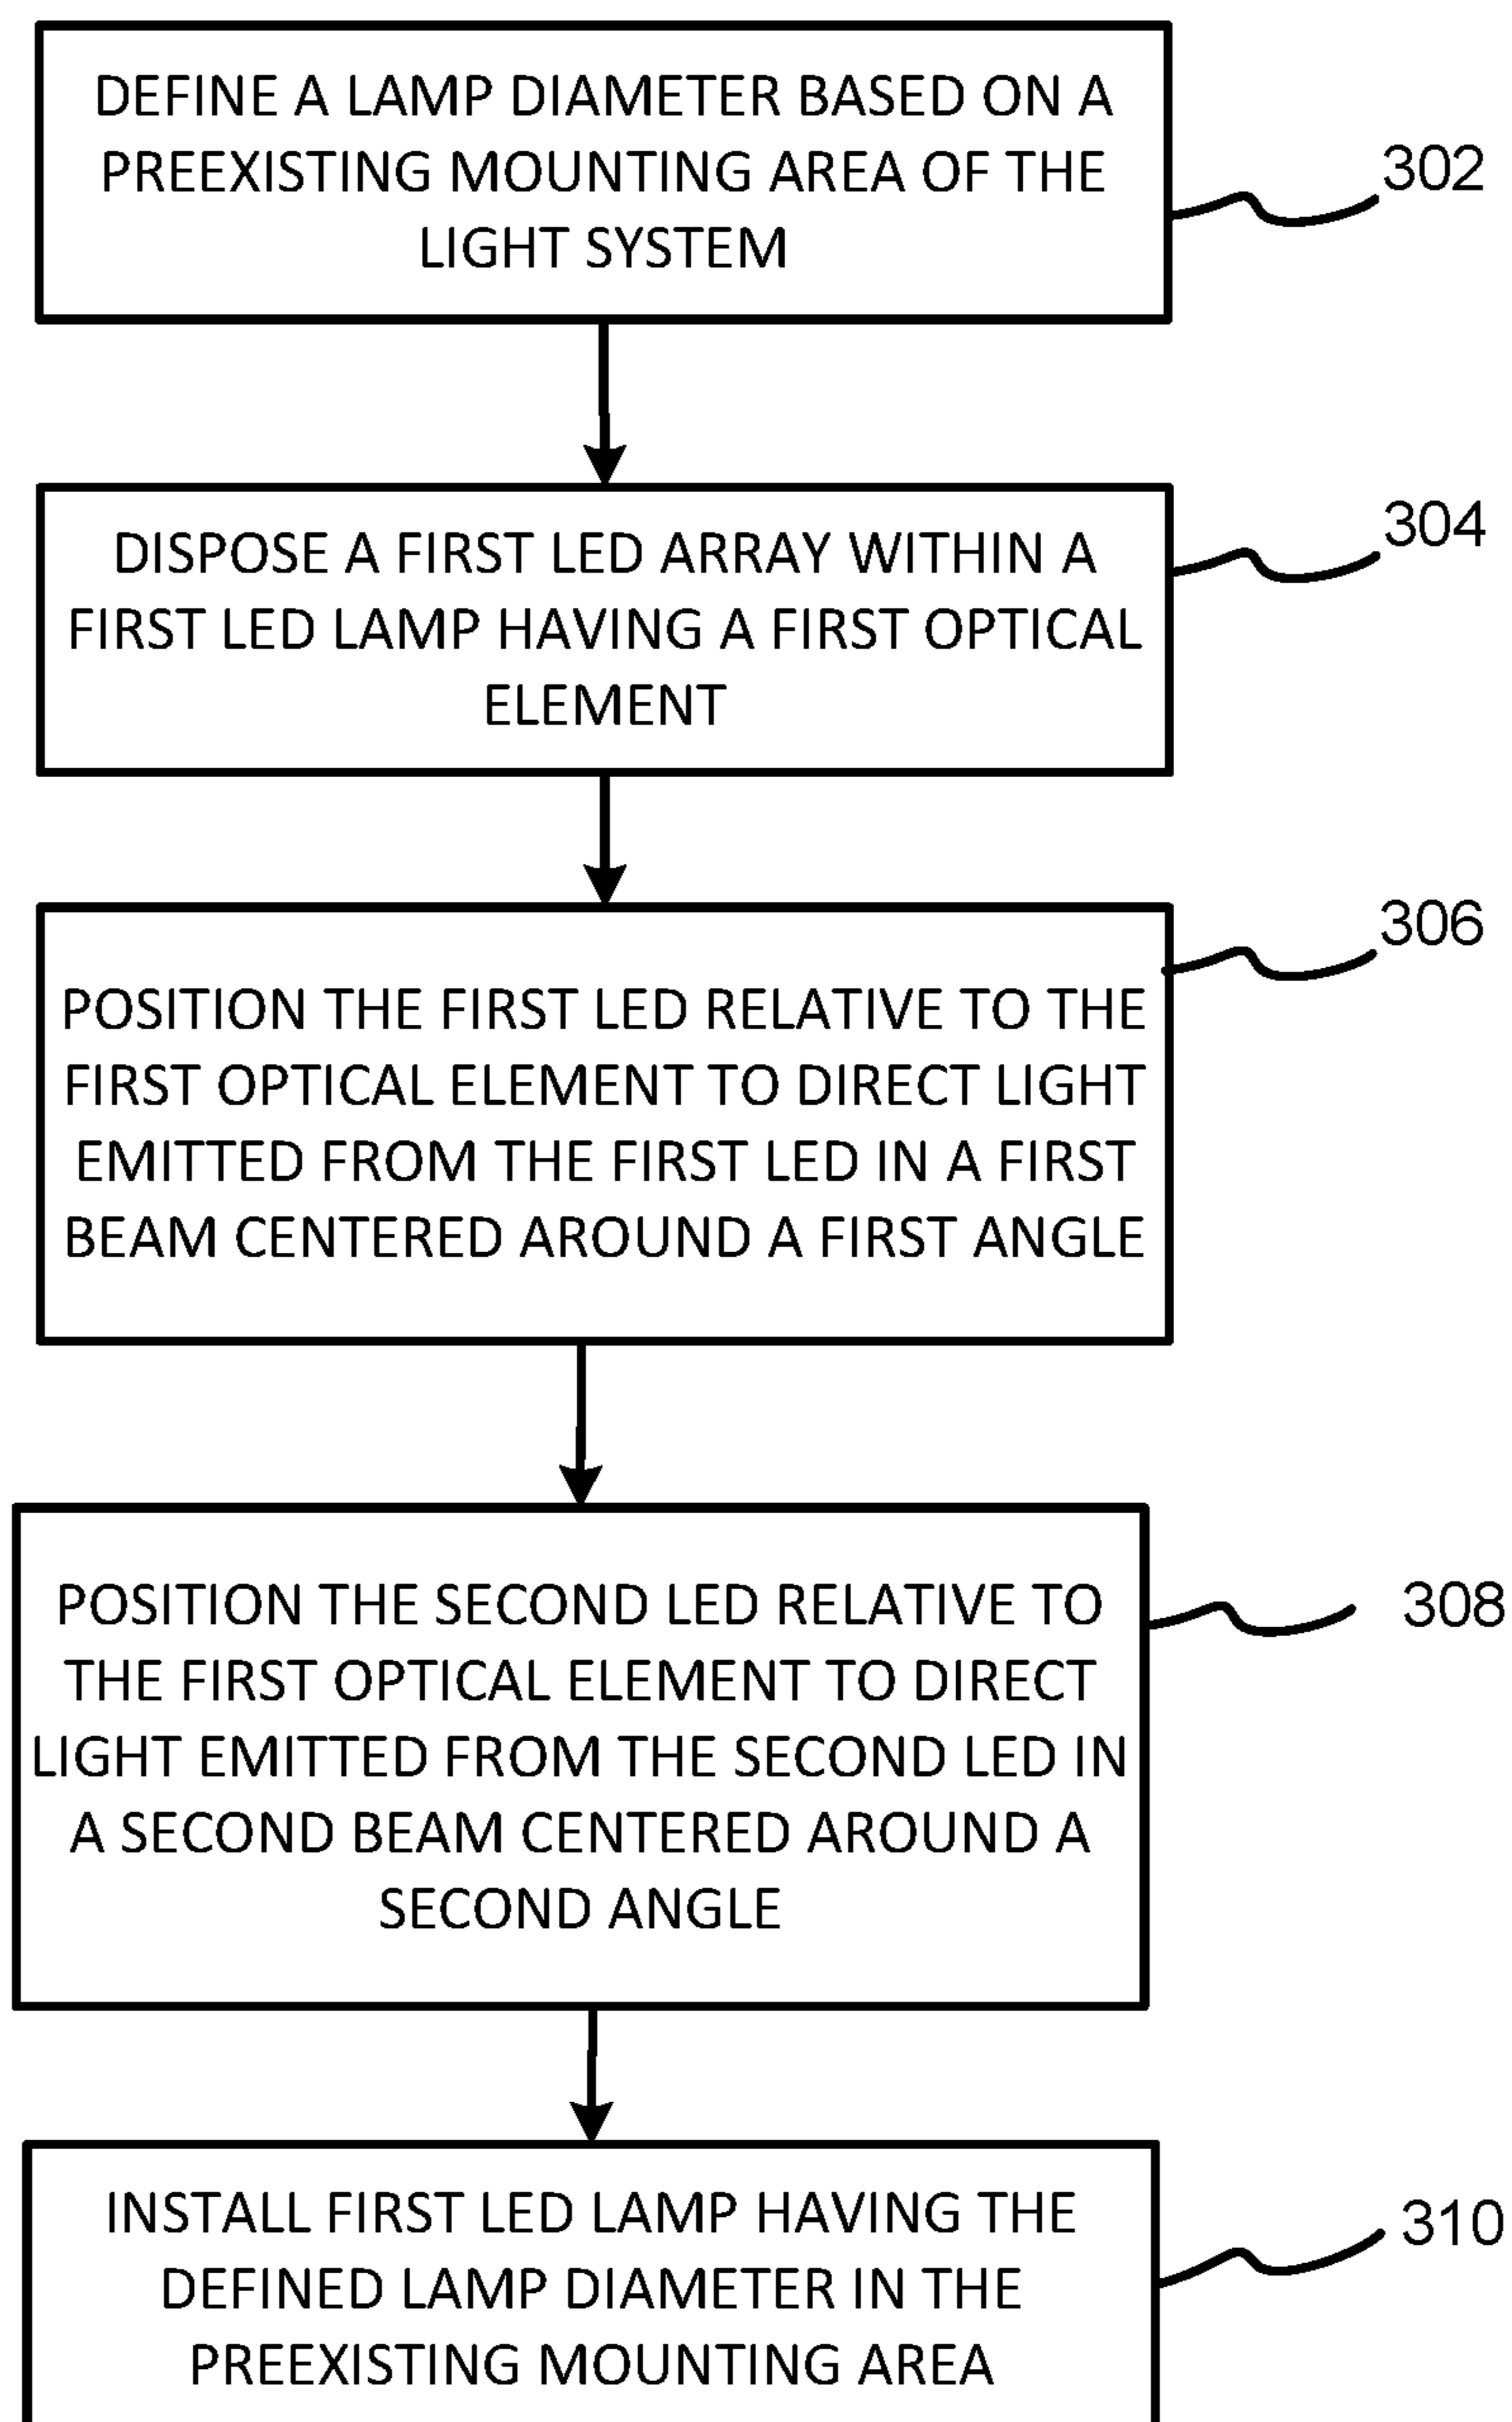 DEFINE A LAMP DIAMETER BASED ON A
PREEXISTING MOUNTING AREA OF THE
LIGHT SYSTEM
302
DISPOSE A FIRST LED ARRAY WITHIN A
FIRST LED LAMP HAVING A FIRST OPTICAL
ELEMENT
304
POSITION THE FIRST LED RELATIVE TO THE
FIRST OPTICAL ELEMENT TO DIRECT LIGHT
EMITTED FROM THE FIRST LED IN A FIRST
BEAM CENTERED AROUND A FIRST ANGLE
306
POSITION THE SECOND LED RELATIVE TO
THE FIRST OPTICAL ELEMENT TO DIRECT
LIGHT EMITTED FROM THE SECOND LED IN
A SECOND BEAM CENTERED AROUND A
SECOND ANGLE
308
INSTALL FIRST LED LAMP HAVING THE
DEFINED LAMP DIAMETER IN THE
PREEXISTING MOUNTING AREA
310